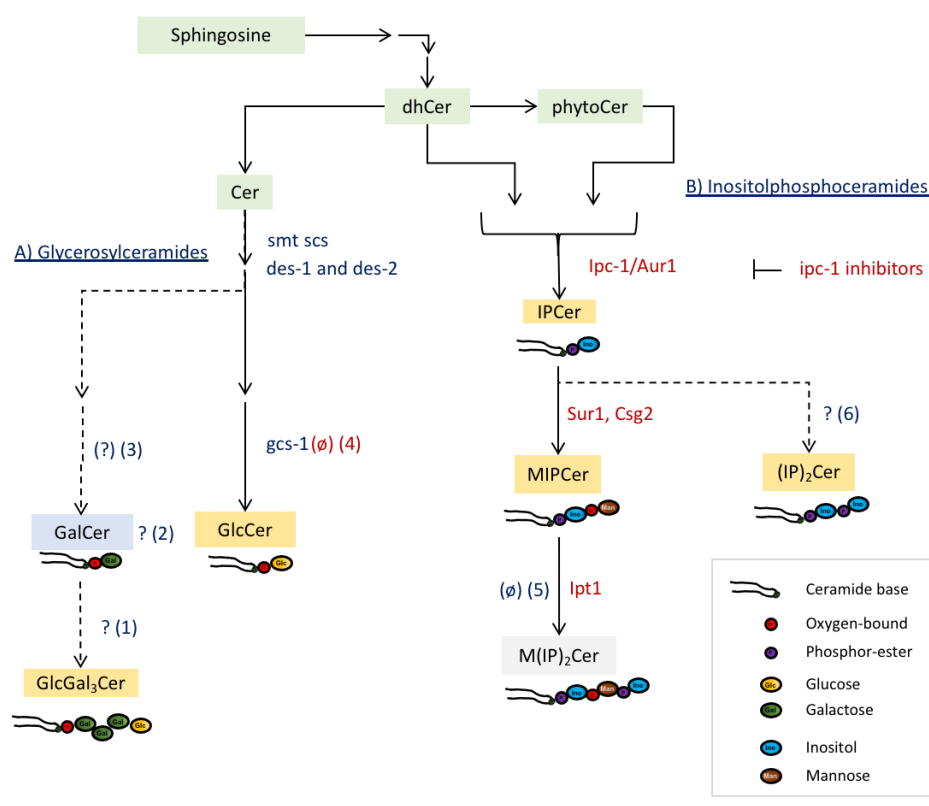 Sphingosine
dhCer
phytoCer
Cer
B) Inositolphosphoceramides
A) Glycerosylceramides
smt scs
des-1 and des-2
Ipc-1/Aur1
ipc-1 inhibitors
IPCer
Ino
Sur1, Csg2
? (6)
(?) (3)
gcs-1(ø) (4)
MIPCer
(IP)₂Cer
P Ino O Man
P Ino P Ino
GalCer
? (2)
GlcCer
O Gal
O Glc
(ø) (5)
Ipt1
? (1)
M(IP)₂Cer
P Ino O Man P Ino
GlcGal₃Cer
O Gal Gal Gal Glc
Ceramide base
Oxygen-bound
Phosphor-ester
Glc Glucose
Gal Galactose
Ino Inositol
Man Mannose